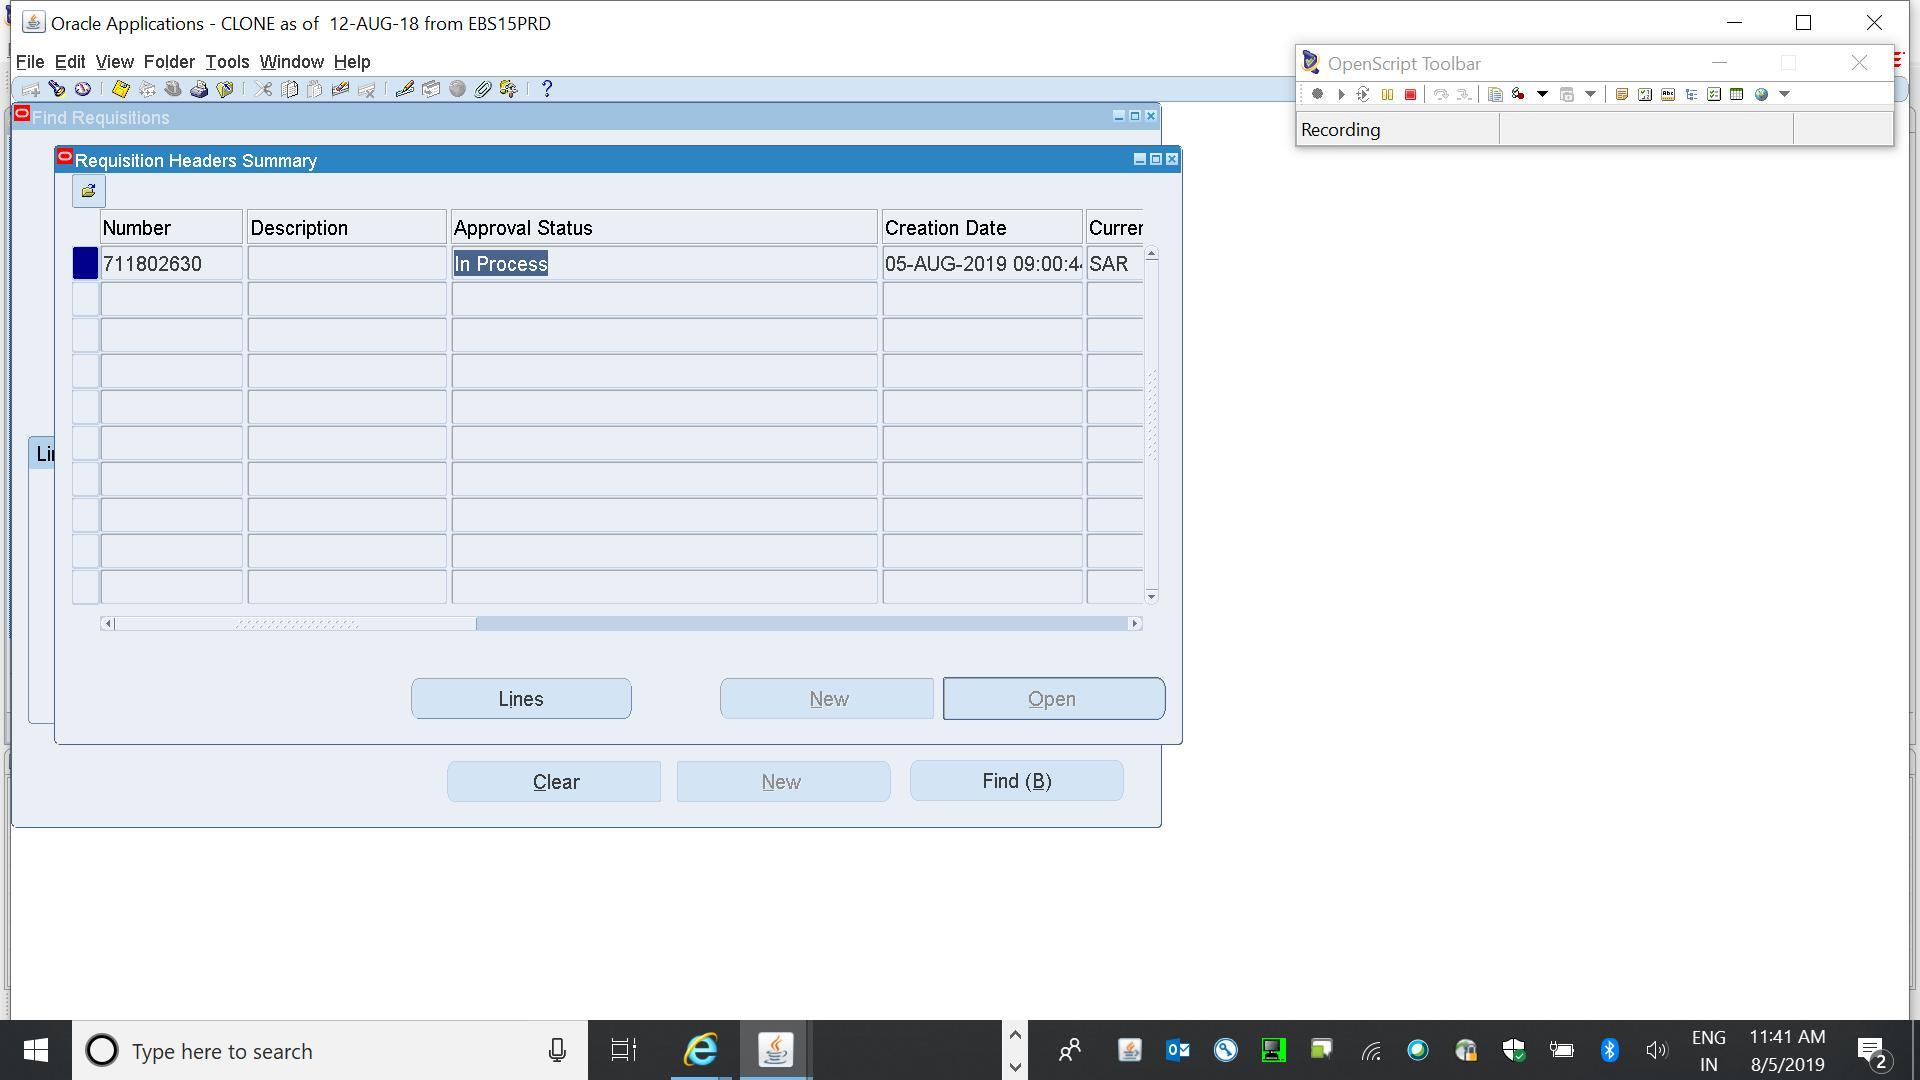 Oracle Applications - CLONE as of  12-AUG-18 from EBS15PRD
File Edit View Folder Tools Window Help
OpenScript Toolbar
Recording
Find Requisitions
Requisition Headers Summary
Number Description Approval Status Creation Date Curren
711802630 In Process 05-AUG-2019 09:00:44 SAR
Lin
Lines New Open
Clear New Find (B)
Type here to search
ENG
IN
11:41 AM
8/5/2019
2